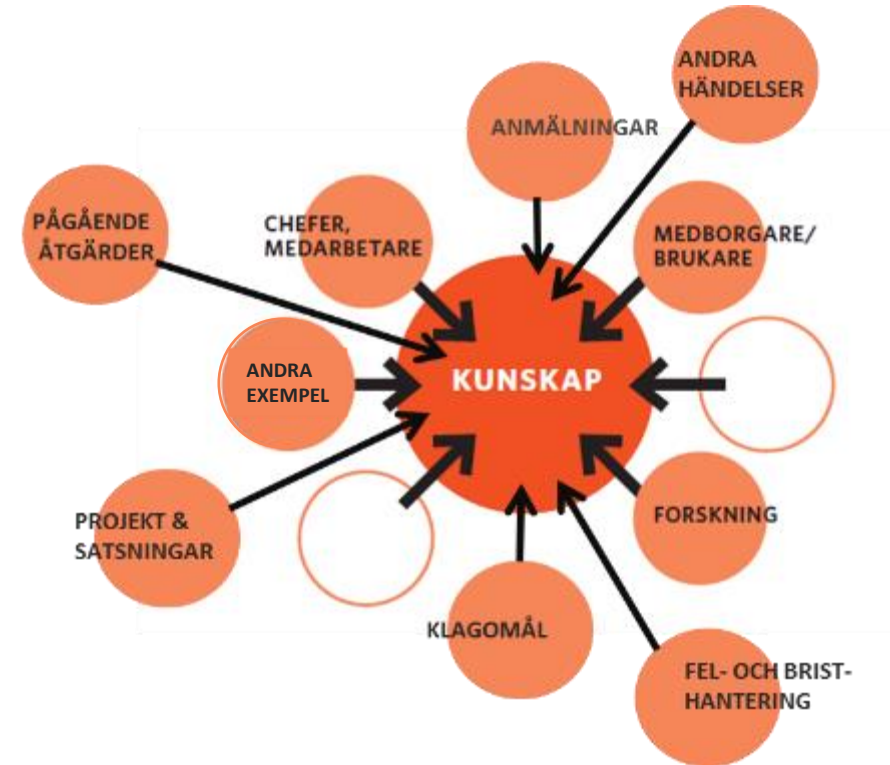 ANDRA
HÄNDELSER
ANMÄLNINGAR
PÅGÅENDE
ÅTGÄRDER
CHEFER,
MEDARBETARE
MEDBORGARE/
BRUKARE
ANDRA
EXEMPEL
KUNSKAP
PROJEKT &
SATSNINGAR
FORSKNING
KLAGOMÅL
FEL- OCH BRIST-
HANTERING